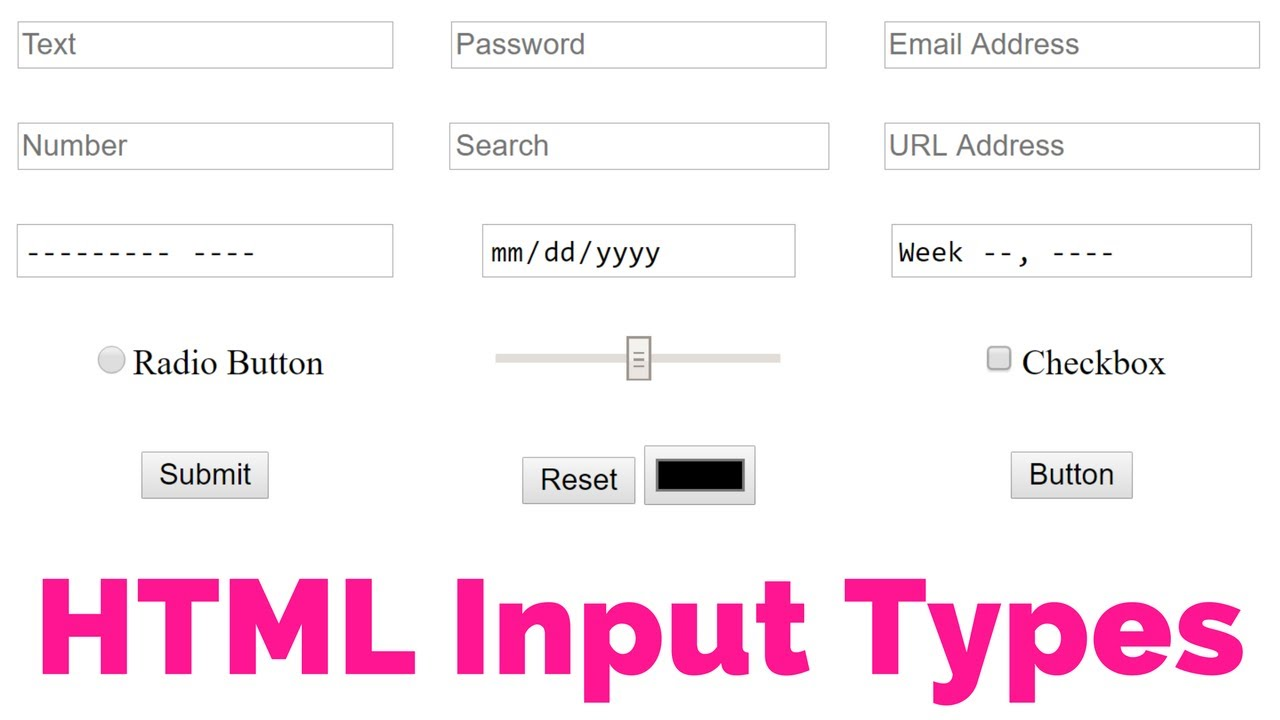 Text Password Email Address
Number Search URL Address
--------- ---- mm/dd/yyyy Week --, ----
Radio Button Checkbox
Submit Reset Button
HTML Input Types